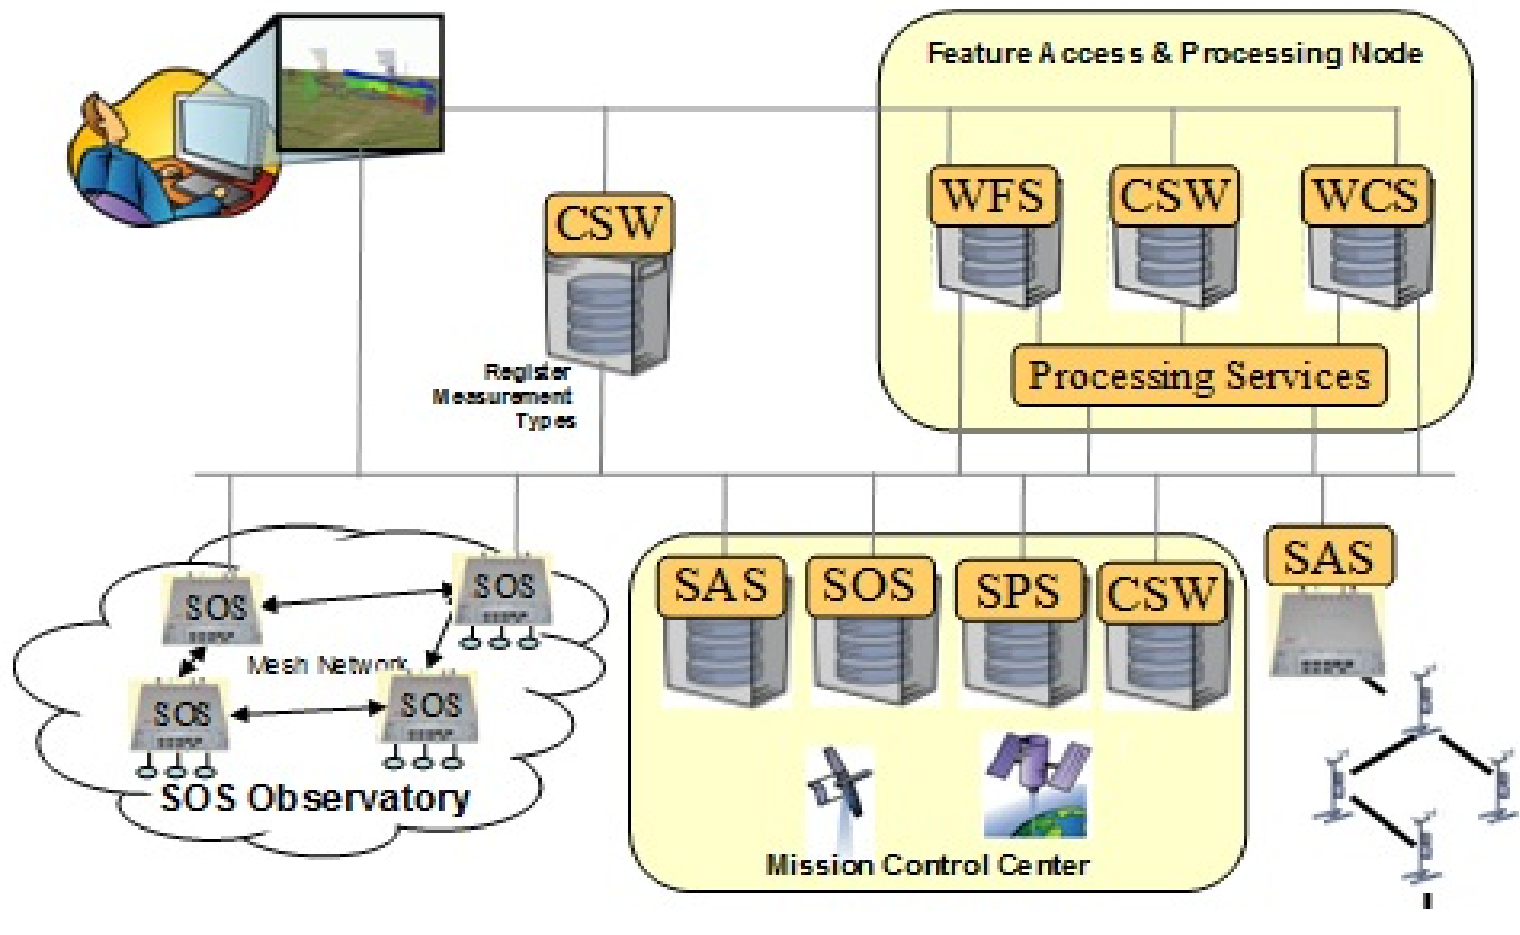 Feature Access & Processing Node
WFS
CSW
WCS
CSW
Processing Services
Register
Measurement
Types
SOS
SOS
Mesh Network
SOS
SOS
SOS Observatory
SAS
SOS
SPS
CSW
Mission Control Center
SAS